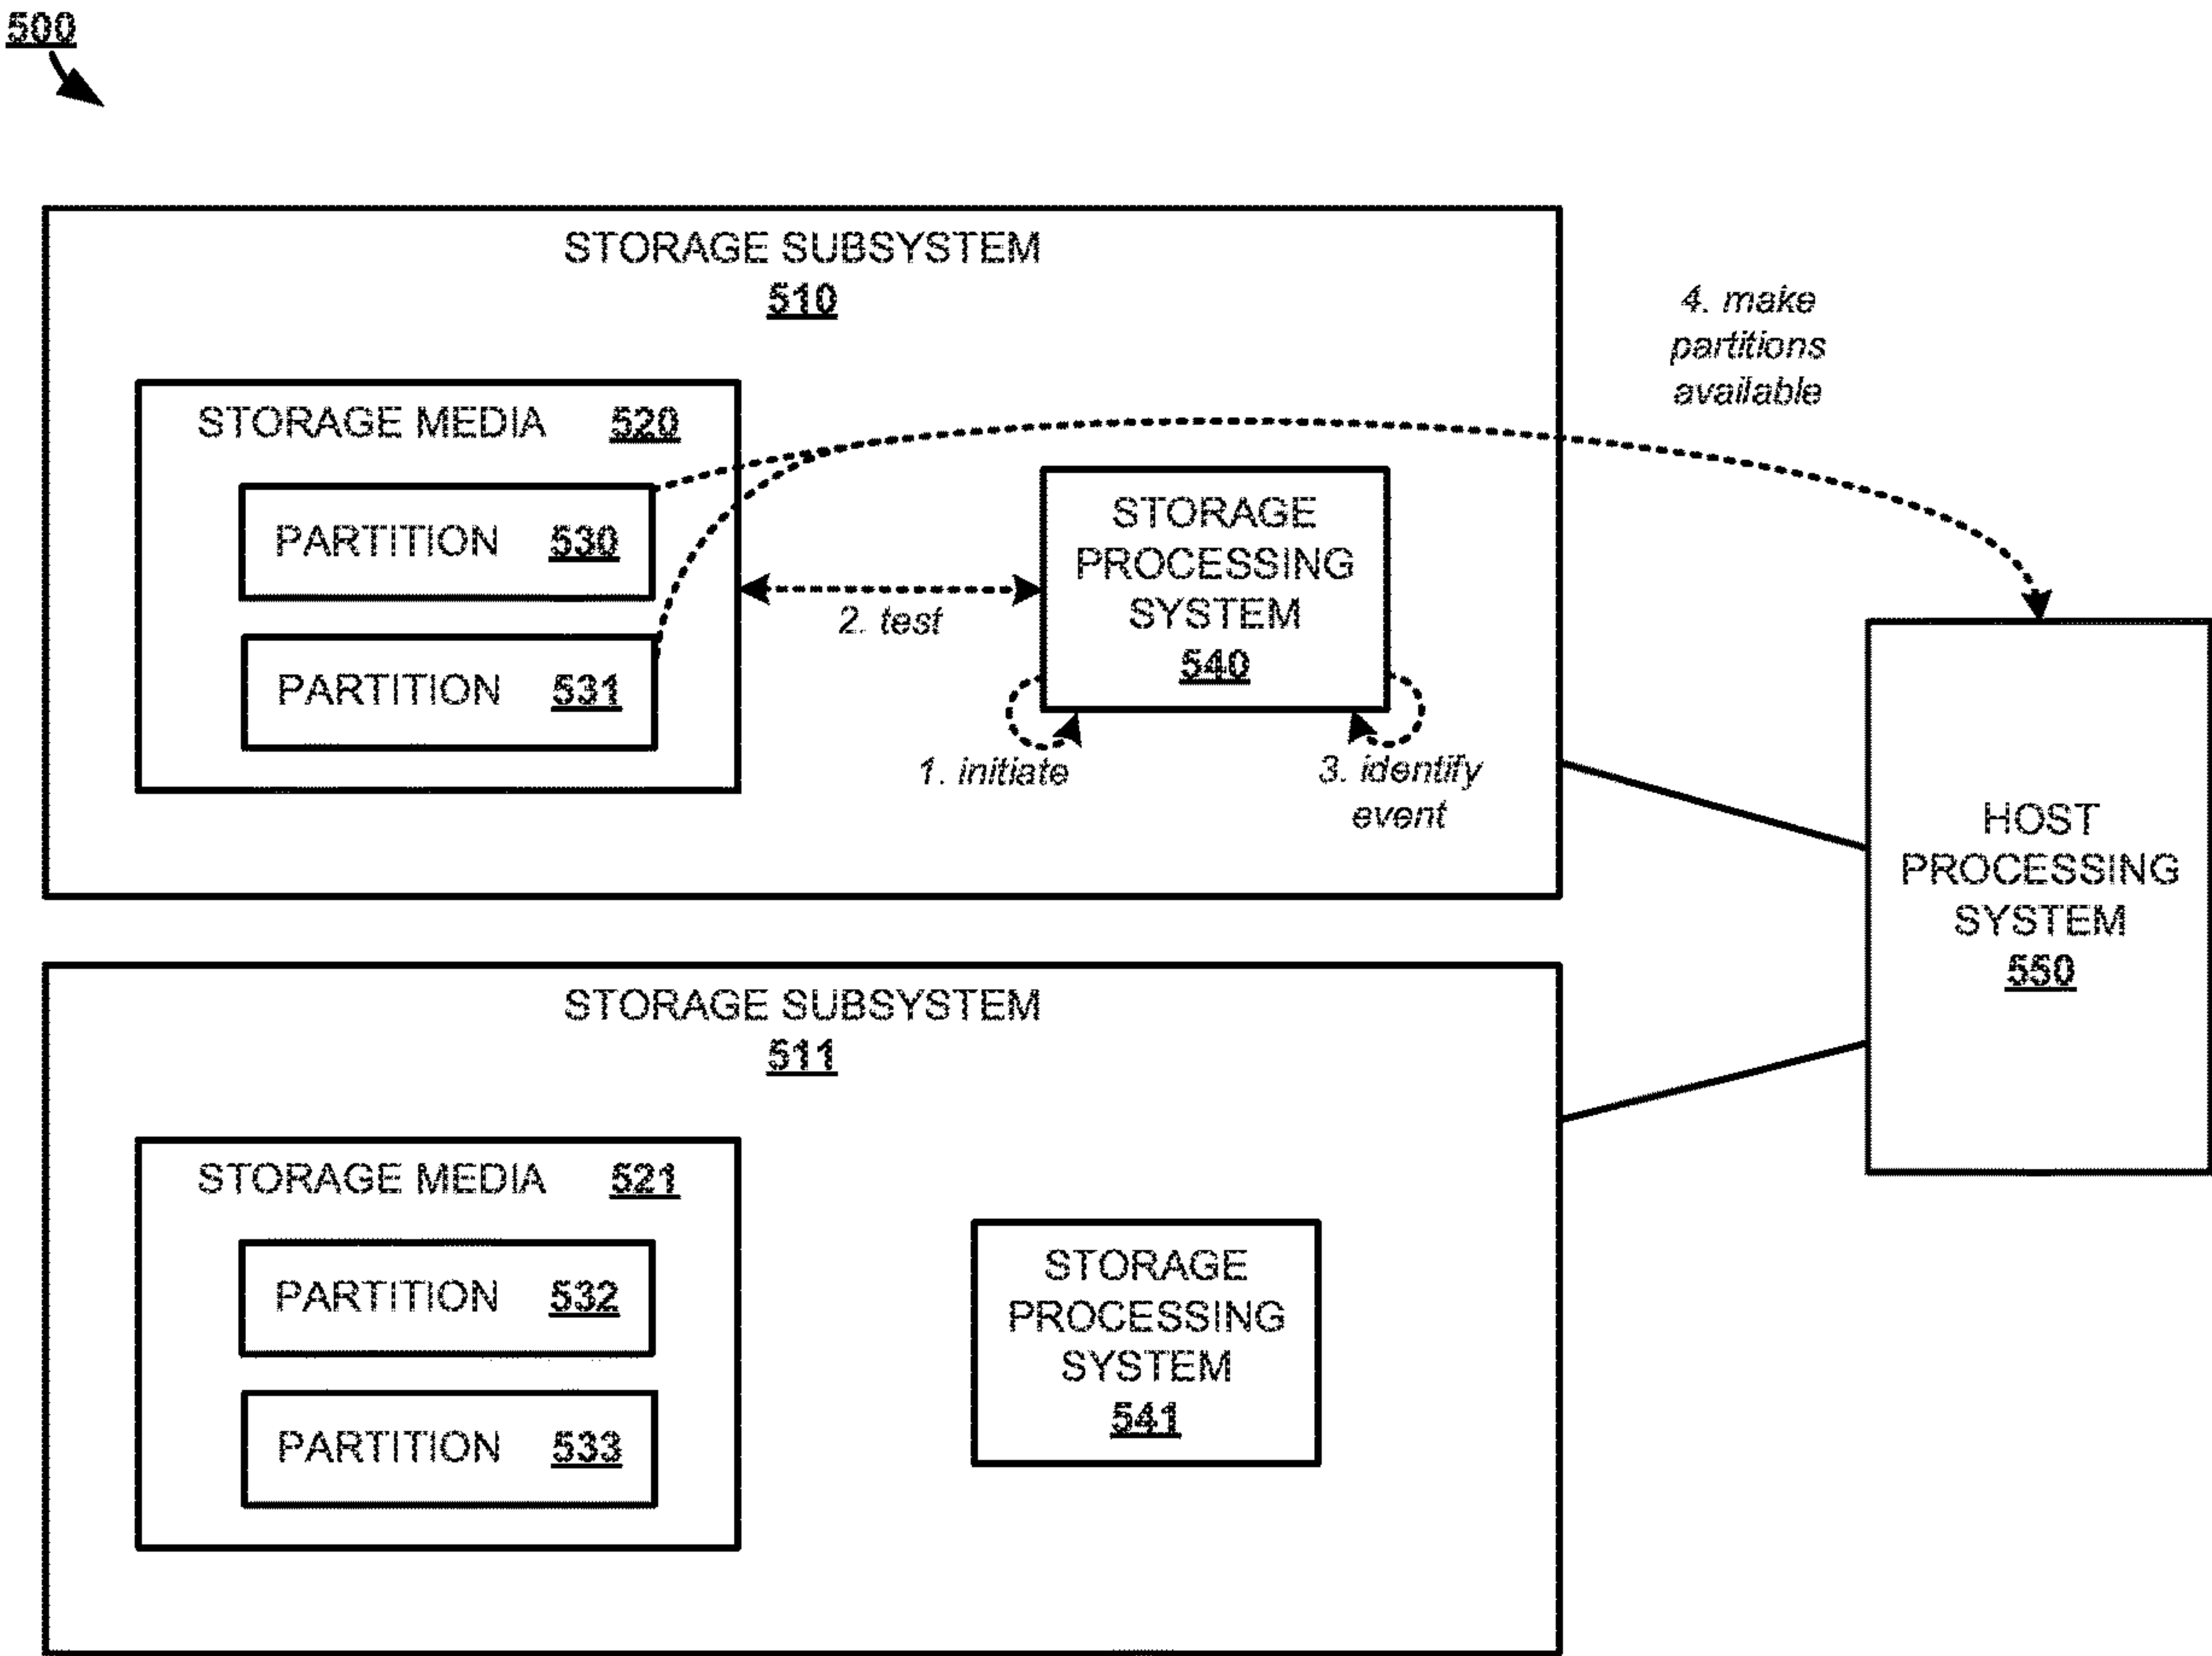 500
STORAGE SUBSYSTEM
510
4. make
partitions
available
STORAGE MEDIA 520
PARTITION 530
PARTITION 531
STORAGE
PROCESSING
SYSTEM
540
2. test
1. initiate
3. identify
event
HOST
PROCESSING
SYSTEM
550
STORAGE SUBSYSTEM
511
STORAGE MEDIA 521
PARTITION 532
PARTITION 533
STORAGE
PROCESSING
SYSTEM
541